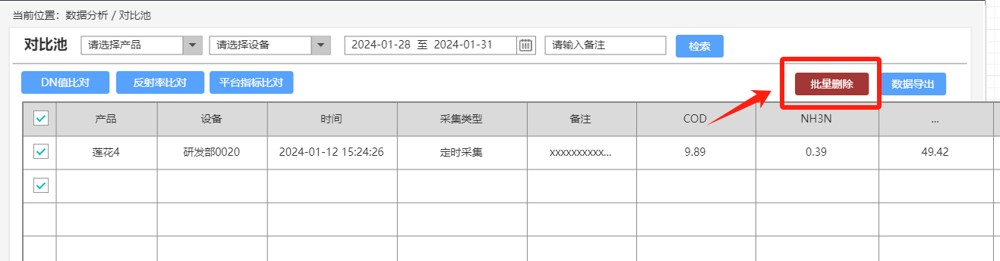 当前位置：数据分析 / 对比池
对比池 请选择产品 请选择设备 2024-01-28 至 2024-01-31 请输入备注 检索
DN值比对 反射率比对 平台指标比对 批量删除 数据导出
产品 设备 时间 采集类型 备注 COD NH3N ...
莲花4 研发部0020 2024-01-12 15:24:26 定时采集 xxxxxxxxxx... 9.89 0.39 49.42